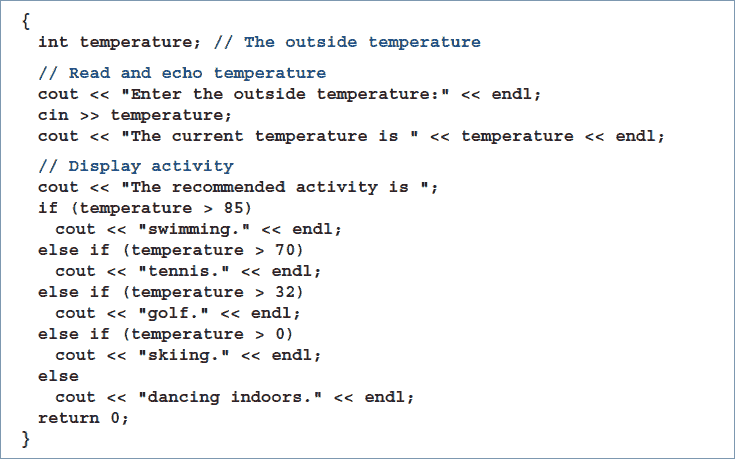 {
int temperature; // The outside temperature
// Read and echo temperature
cout << "Enter the outside temperature:" << endl;
cin >> temperature;
cout << "The current temperature is " << temperature << endl;
// Display activity
cout << "The recommended activity is ";
if (temperature > 85)
cout << "swimming." << endl;
else if (temperature > 70)
cout << "tennis." << endl;
else if (temperature > 32)
cout << "golf." << endl;
else if (temperature > 0)
cout << "skiing." << endl;
else
cout << "dancing indoors." << endl;
return 0;
}